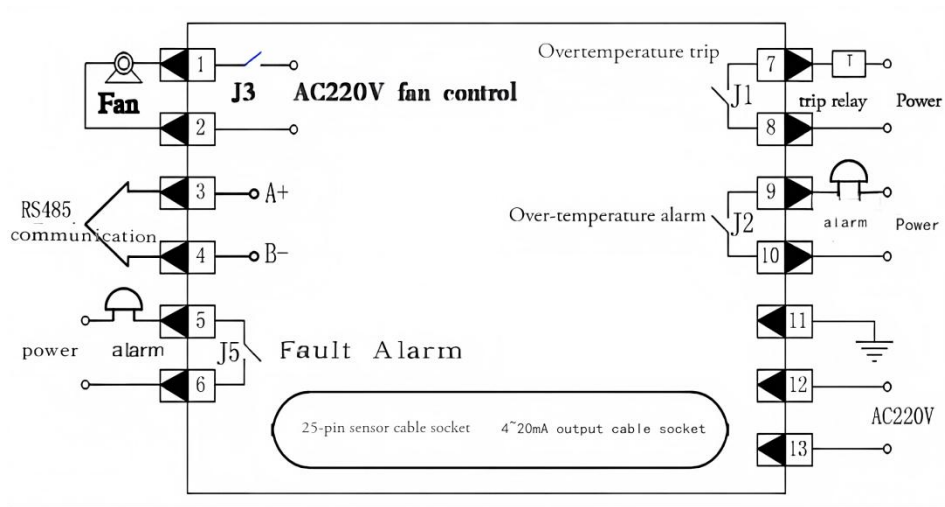 1
Fan
J3 AC220V fan control
2
3
A+
RS485
communication
4
B-
5
power
alarm
J5
Fault Alarm
6
25-pin sensor cable socket
4~20mA output cable socket
Overtemperature trip
7
T
J1
trip relay
Power
8
9
Over-temperature alarm
J2
alarm
Power
10
11
12
AC220V
13